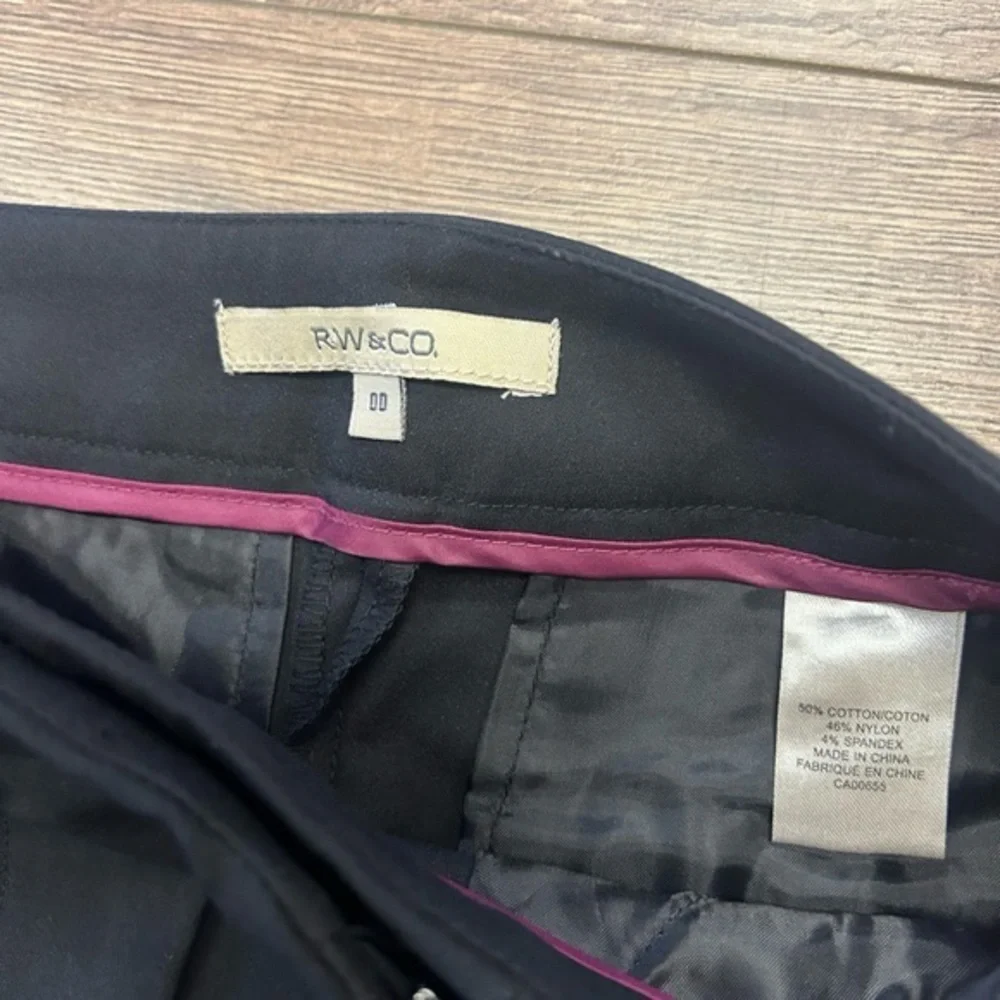 RW&CO.
00
50% COTTON/COTON
46% NYLON
4% SPANDEX
MADE IN CHINA
FABRIQUÉ EN CHINE
CA00655